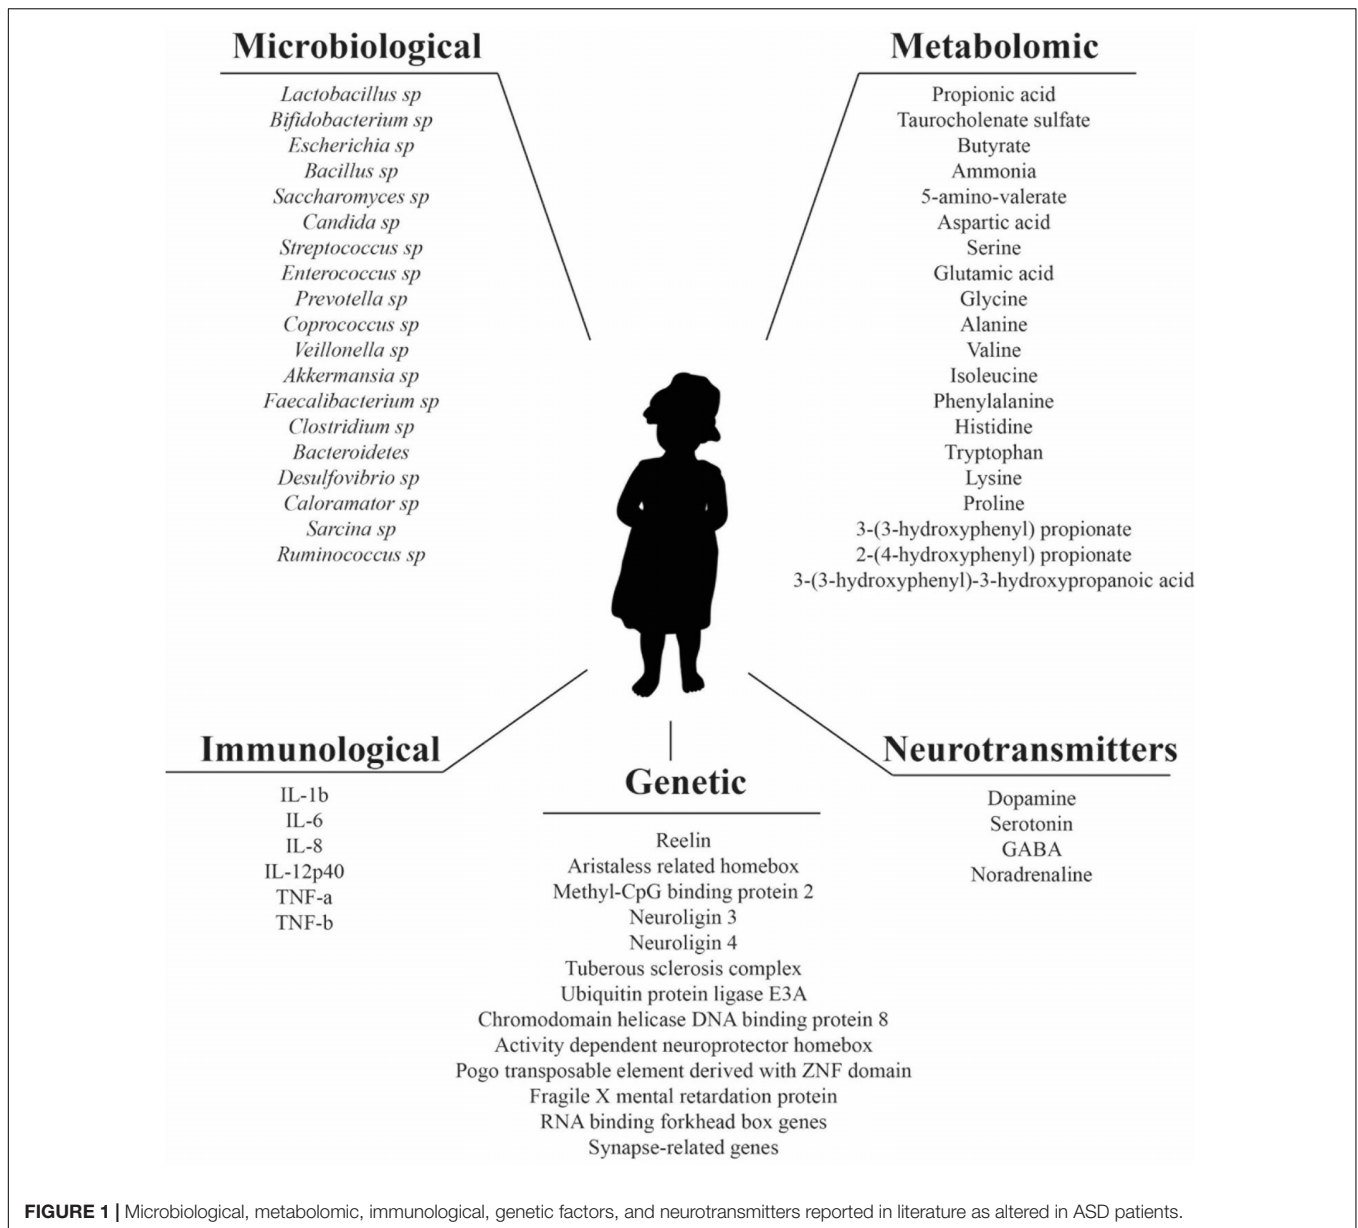 Microbiological
Lactobacillus sp
Bifidobacterium sp
Escherichia sp
Bacillus sp
Saccharomyces sp
Candida sp
Streptococcus sp
Enterococcus sp
Prevotella sp
Coprococcus sp
Veillonella sp
Akkermansia sp
Faecalibacterium sp
Clostridium sp
Bacteroidetes
Desulfovibrio sp
Caloramator sp
Sarcina sp
Ruminococcus sp
Metabolomic
Propionic acid
Taurocholenate sulfate
Butyrate
Ammonia
5-amino-valerate
Aspartic acid
Serine
Glutamic acid
Glycine
Alanine
Valine
Isoleucine
Phenylalanine
Histidine
Tryptophan
Lysine
Proline
3-(3-hydroxyphenyl) propionate
2-(4-hydroxyphenyl) propionate
3-(3-hydroxyphenyl)-3-hydroxypropanoic acid
Immunological
IL-1b
IL-6
IL-8
IL-12p40
TNF-a
TNF-b
Genetic
Reelin
Aristaless related homebox
Methyl-CpG binding protein 2
Neuroligin 3
Neuroligin 4
Tuberous sclerosis complex
Ubiquitin protein ligase E3A
Chromodomain helicase DNA binding protein 8
Activity dependent neuroprotector homebox
Pogo transposable element derived with ZNF domain
Fragile X mental retardation protein
RNA binding forkhead box genes
Synapse-related genes
Neurotransmitters
Dopamine
Serotonin
GABA
Noradrenaline
FIGURE 1 | Microbiological, metabolomic, immunological, genetic factors, and neurotransmitters reported in literature as altered in ASD patients.